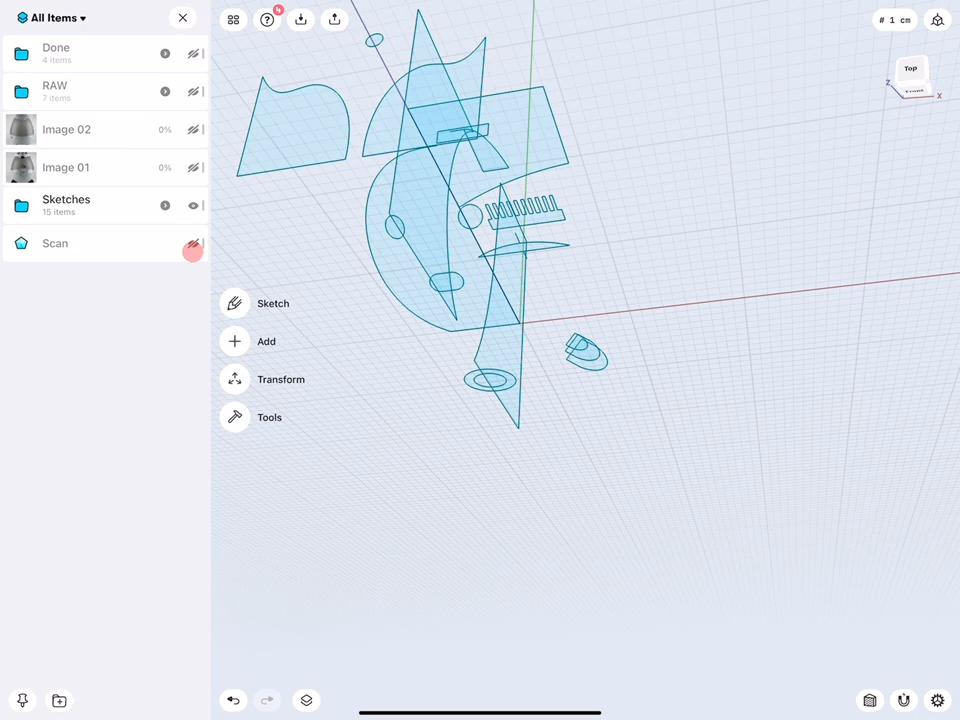 All Items ▾
Done
4 items
RAW
7 items
Image 02
0%
Image 01
0%
Sketches
15 items
Scan
4
# 1 cm
Top
Front
Z
X
Sketch
Add
Transform
Tools